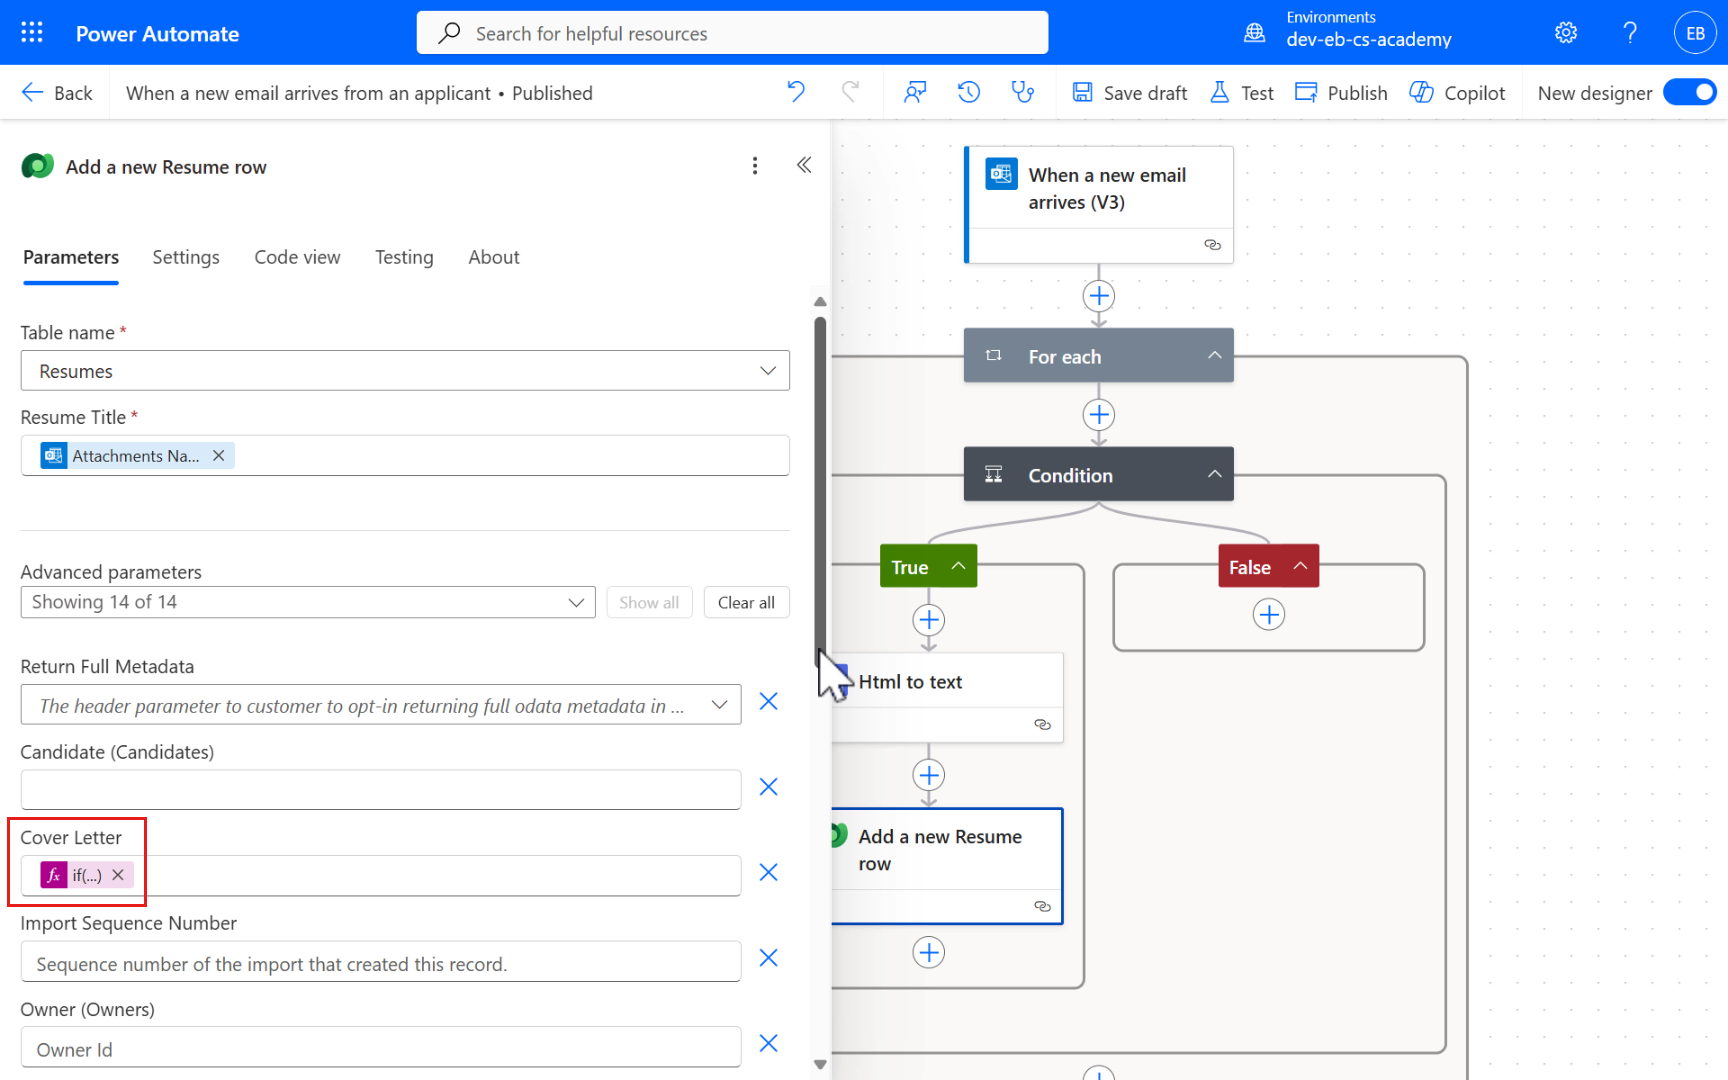 Power Automate
Search for helpful resources
Environments
dev-eb-cs-academy
?
EB
Back
When a new email arrives from an applicant • Published
Save draft
Test
Publish
Copilot
New designer
Add a new Resume row
Parameters
Settings
Code view
Testing
About
Table name *
Resumes
Resume Title *
Attachments Na...
Advanced parameters
Showing 14 of 14
Show all
Clear all
Return Full Metadata
The header parameter to customer to opt-in returning full odata metadata in ...
Candidate (Candidates)
Cover Letter
fx if(...)
Import Sequence Number
Sequence number of the import that created this record.
Owner (Owners)
Owner Id
When a new email
arrives (V3)
For each
Condition
True
False
Html to text
Add a new Resume
row